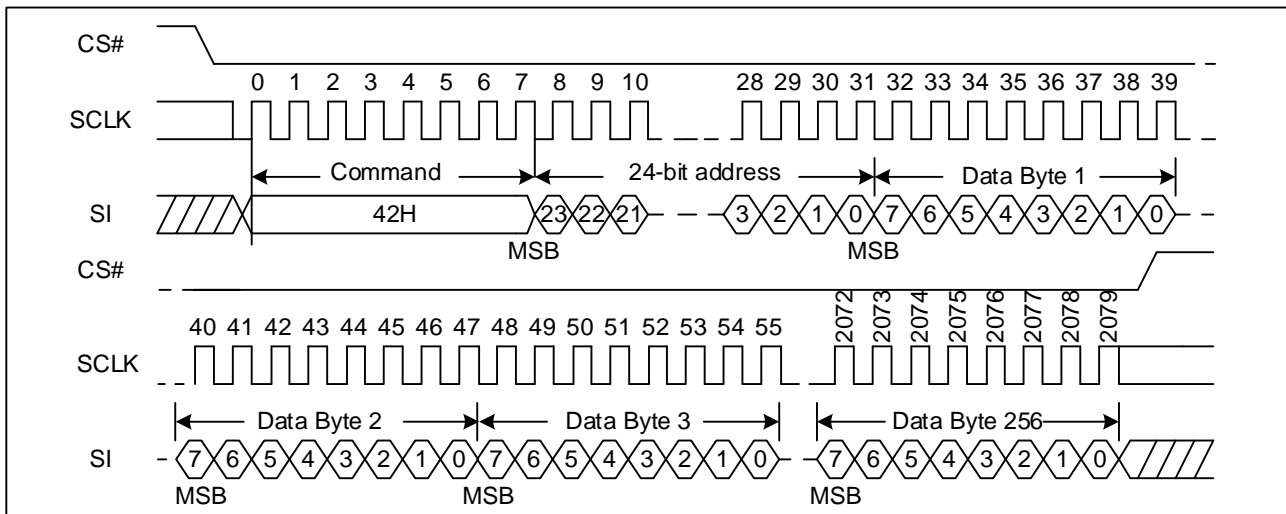 CS#
0 1 2 3 4 5 6 7 8 9 10 28 29 30 31 32 33 34 35 36 37 38 39
SCLK
Command 24-bit address Data Byte 1
SI 42H 23 22 21 3 2 1 0 7 6 5 4 3 2 1 0
MSB MSB
CS#
40 41 42 43 44 45 46 47 48 49 50 51 52 53 54 55 2072 2073 2074 2075 2076 2077 2078 2079
SCLK
Data Byte 2 Data Byte 3 Data Byte 256
SI 7 6 5 4 3 2 1 0 7 6 5 4 3 2 1 0 7 6 5 4 3 2 1 0
MSB MSB MSB